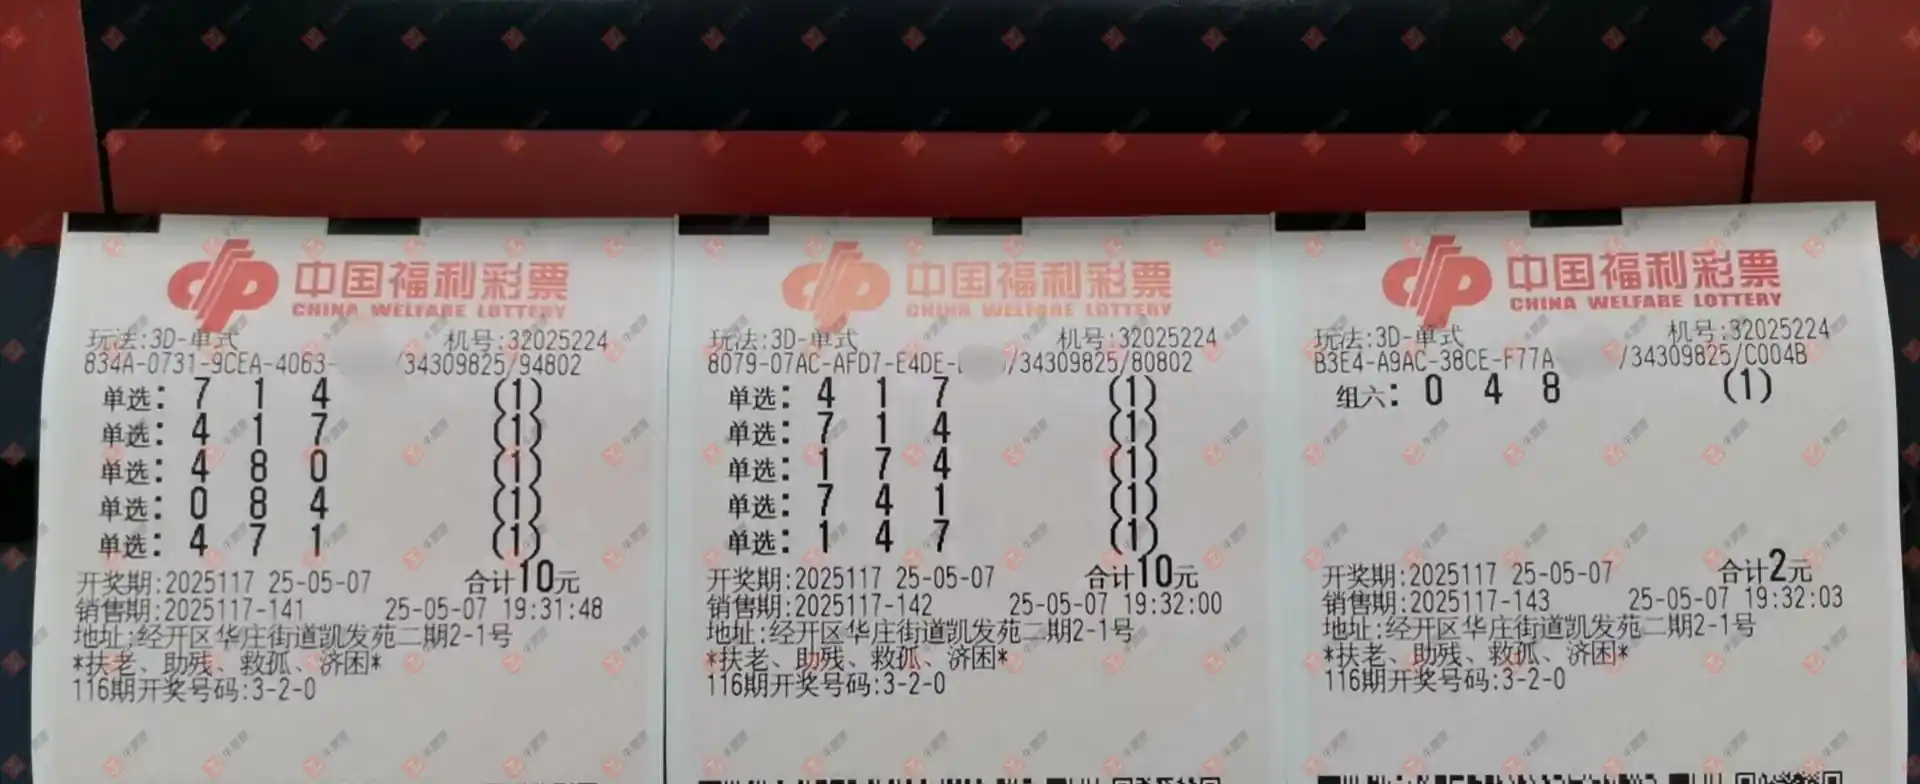 中国福利彩票
CHINA WELFARE LOTTERY
玩法:3D-单式 机号:32025224
834A-0731-9CEA-4063- /34309825/94802
单选: 7 1 4 (1)
单选: 4 1 7 (1)
单选: 4 8 0 (1)
单选: 0 8 4 (1)
单选: 4 7 1 (1)
合计10元
开奖期:2025117 25-05-07
销售期:2025117-141 25-05-07 19:31:48
地址:经开区华庄街道凯发苑二期2-1号
*扶老、助残、救孤、济困*
116期开奖号码:3-2-0
中国福利彩票
CHINA WELFARE LOTTERY
玩法:3D-单式 机号:32025224
8079-07AC-AFD7-E4DE- /34309825/80802
单选: 4 1 7 (1)
单选: 7 1 4 (1)
单选: 1 7 4 (1)
单选: 7 4 1 (1)
单选: 1 4 7 (1)
合计10元
开奖期:2025117 25-05-07
销售期:2025117-142 25-05-07 19:32:00
地址:经开区华庄街道凯发苑二期2-1号
*扶老、助残、救孤、济困*
116期开奖号码:3-2-0
中国福利彩票
CHINA WELFARE LOTTERY
玩法:3D-单式 机号:32025224
B3E4-A9AC-38CE-F77A /34309825/C004B
组六: 0 4 8 (1)
开奖期:2025117 25-05-07 合计2元
销售期:2025117-143 25-05-07 19:32:03
地址:经开区华庄街道凯发苑二期2-1号
*扶老、助残、救孤、济困*
116期开奖号码:3-2-0